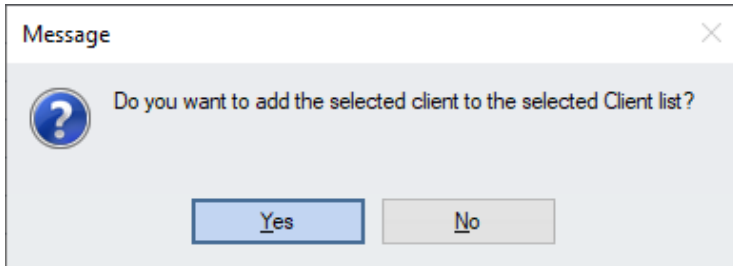 Message
Do you want to add the selected client to the selected Client list?
Yes
No